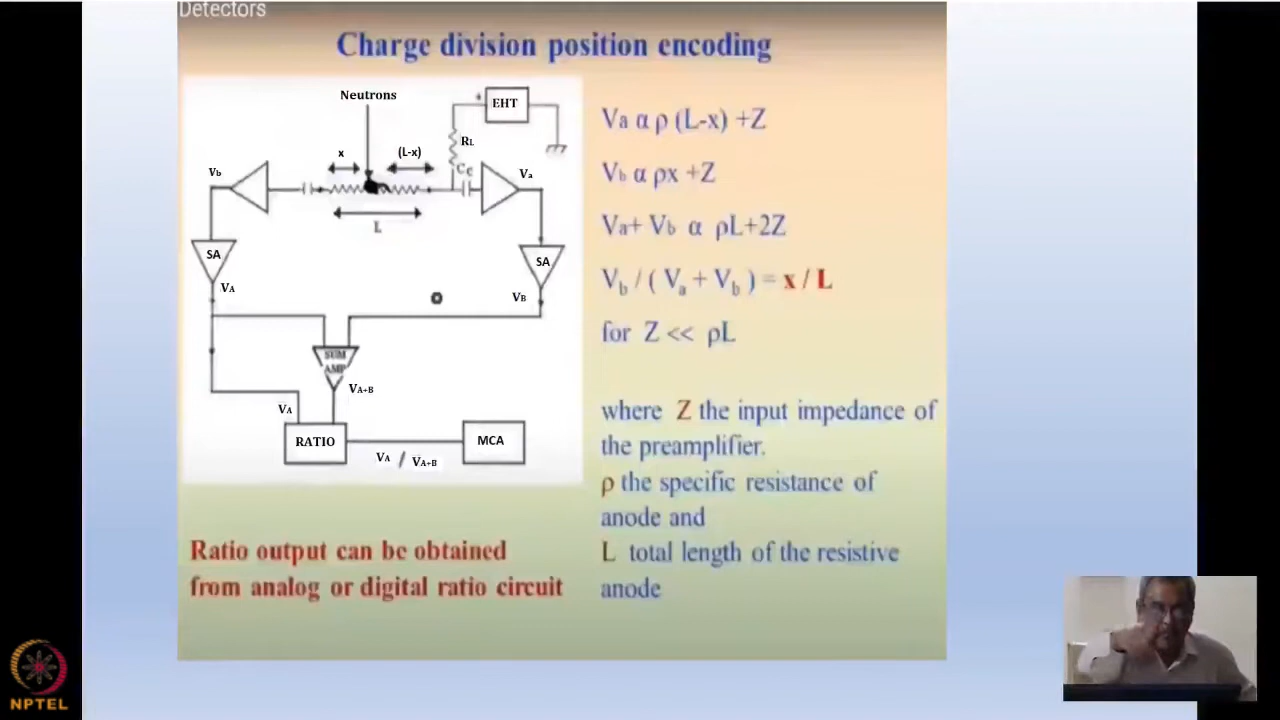 Detectors
Charge division position encoding
Neutrons
EHT
+
RL
x
(L-x)
Cc
Vb
Va
L
SA
SA
VA
VB
SUM
AMP
VA+B
VA
RATIO
MCA
VA / VA+B
Ratio output can be obtained
from analog or digital ratio circuit
Va α ρ (L-x) +Z
Vb α ρx +Z
Va+ Vb α ρL+2Z
Vb / ( Va + Vb ) = x / L
for Z << ρL
where Z the input impedance of
the preamplifier.
ρ the specific resistance of
anode and
L total length of the resistive
anode
NPTEL